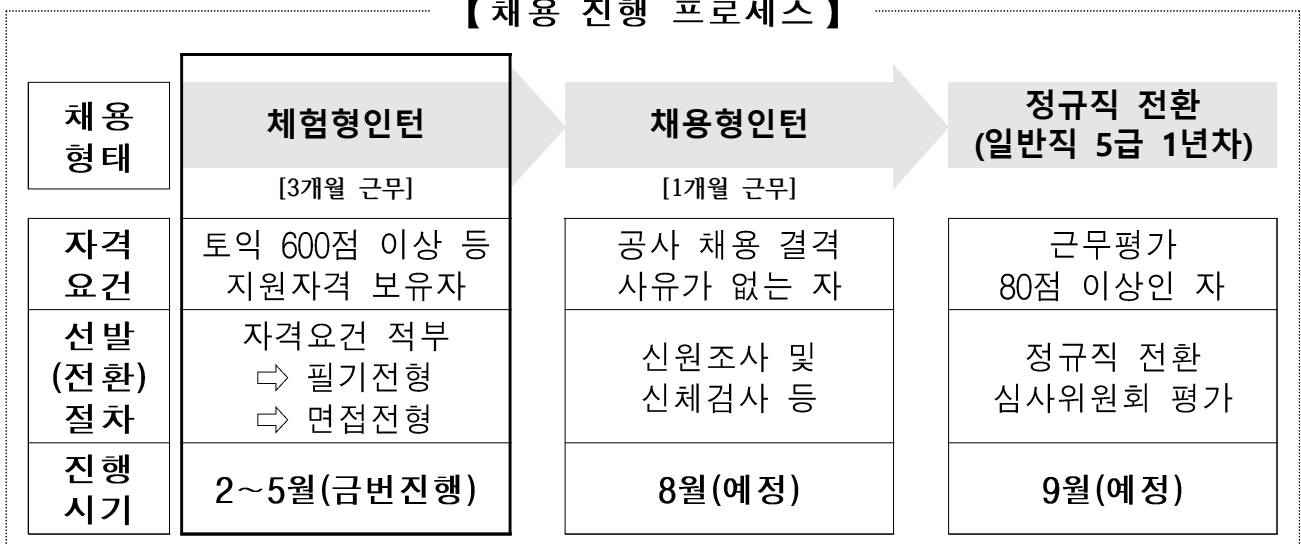 【채용 진행 프로세스】
채용
형태
체험형인턴
[3개월 근무]
채용형인턴
[1개월 근무]
정규직 전환
(일반직 5급 1년차)
자격
요건
토익 600점 이상 등
지원자격 보유자
공사 채용 결격
사유가 없는 자
근무평가
80점 이상인 자
선발
(전환)
절차
자격요건 적부
⇨ 필기전형
⇨ 면접전형
신원조사 및
신체검사 등
정규직 전환
심사위원회 평가
진행
시기
2~5월(금번진행)
8월(예정)
9월(예정)